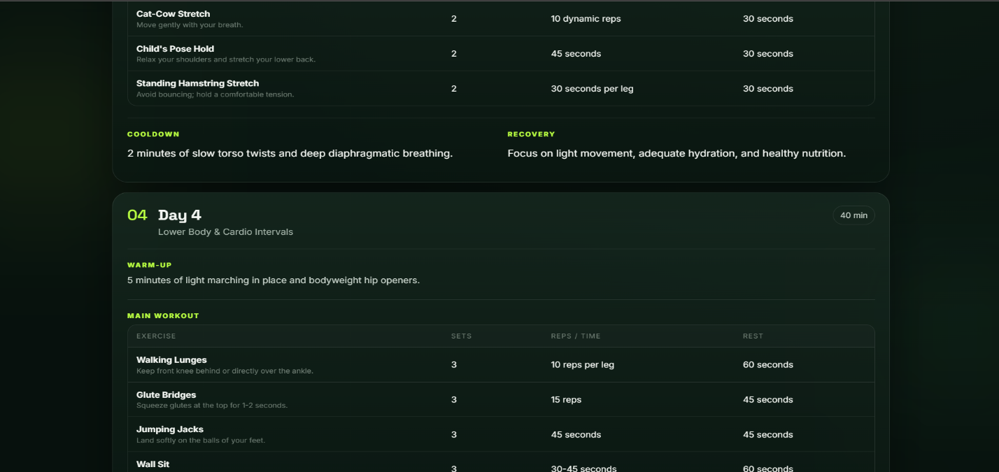 Cat-Cow Stretch
Move gently with your breath.
2
10 dynamic reps
30 seconds
Child's Pose Hold
Relax your shoulders and stretch your lower back.
2
45 seconds
30 seconds
Standing Hamstring Stretch
Avoid bouncing; hold a comfortable tension.
2
30 seconds per leg
30 seconds
COOLDOWN
2 minutes of slow torso twists and deep diaphragmatic breathing.
RECOVERY
Focus on light movement, adequate hydration, and healthy nutrition.
04 Day 4
40 min
Lower Body & Cardio Intervals
WARM-UP
5 minutes of light marching in place and bodyweight hip openers.
MAIN WORKOUT
EXERCISE SETS REPS / TIME REST
Walking Lunges
Keep front knee behind or directly over the ankle.
3
10 reps per leg
60 seconds
Glute Bridges
Squeeze glutes at the top for 1-2 seconds.
3
15 reps
45 seconds
Jumping Jacks
Land softly on the balls of your feet.
3
45 seconds
45 seconds
Wall Sit
3
30-45 seconds
60 seconds